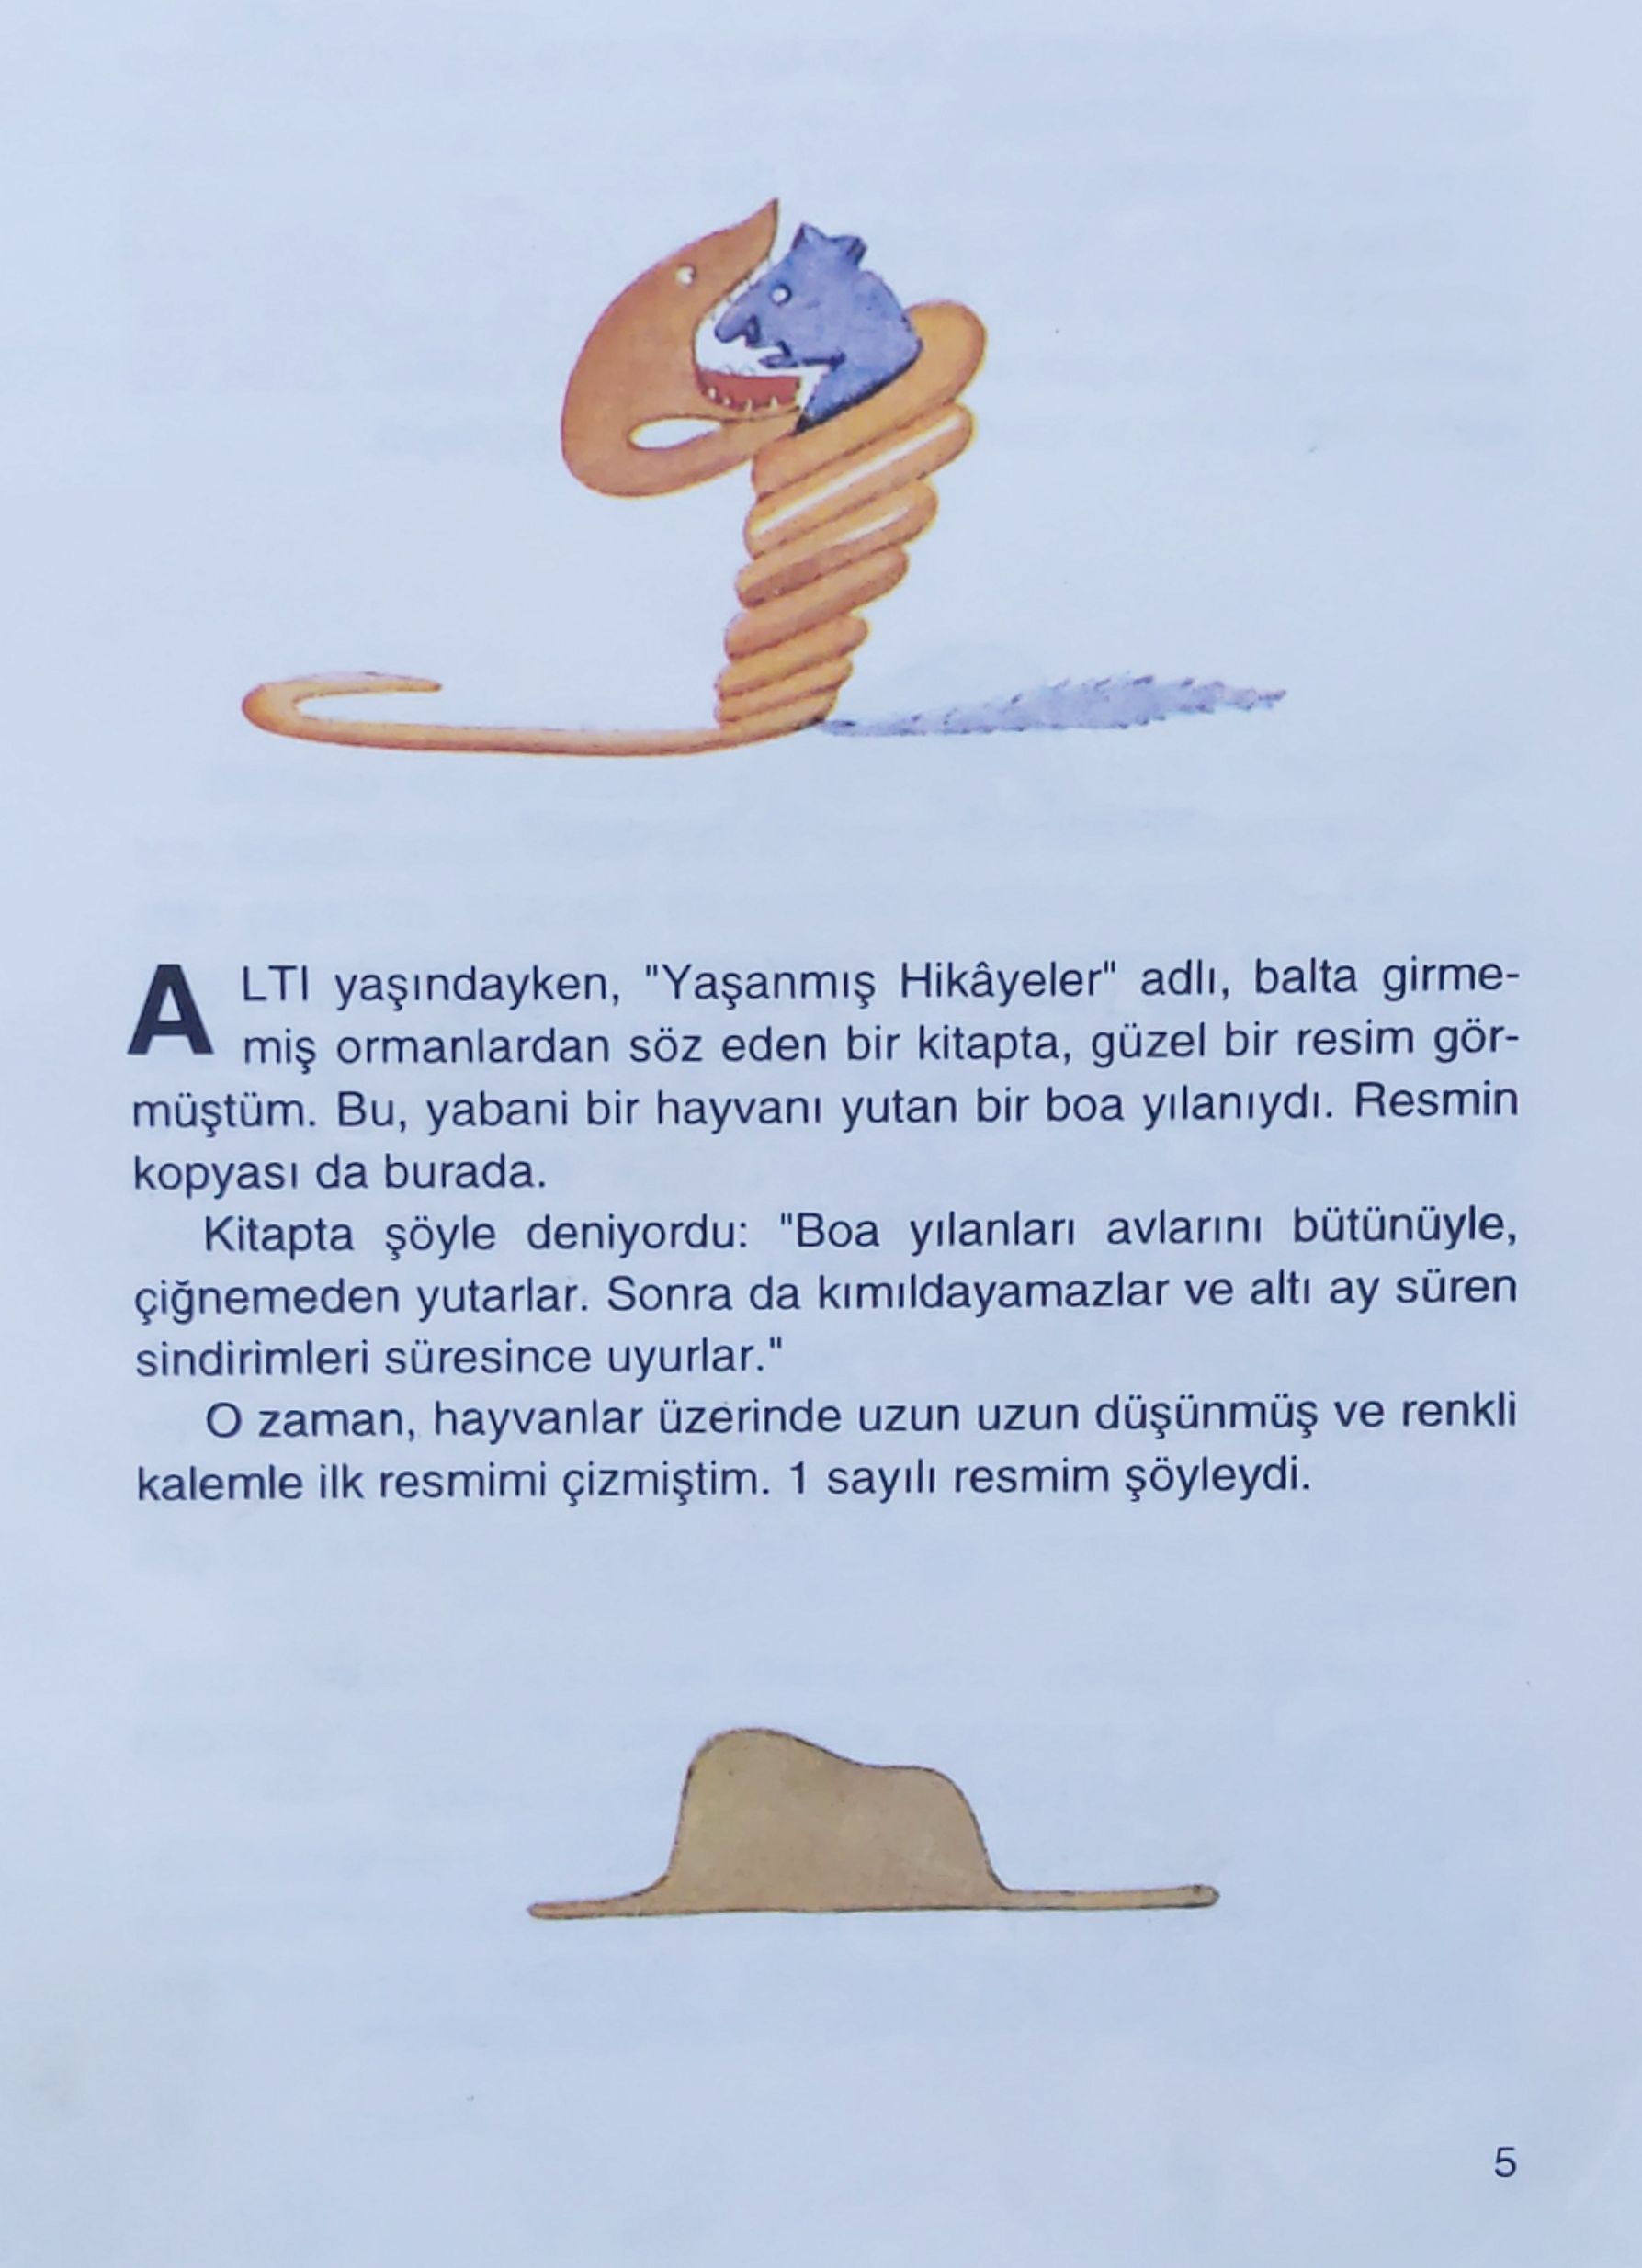 ALTI yaşındayken, "Yaşanmış Hikâyeler" adlı, balta girme-
miş ormanlardan söz eden bir kitapta, güzel bir resim gör-
müştüm. Bu, yabani bir hayvanı yutan bir boa yılanıydı. Resmin
kopyası da burada.
Kitapta şöyle deniyordu: "Boa yılanları avlarını bütünüyle,
çiğnemeden yutarlar. Sonra da kımıldayamazlar ve altı ay süren
sindirimleri süresince uyurlar."
O zaman, hayvanlar üzerinde uzun uzun düşünmüş ve renkli
kalemle ilk resmimi çizmiştim. 1 sayılı resmim şöyleydi.
5